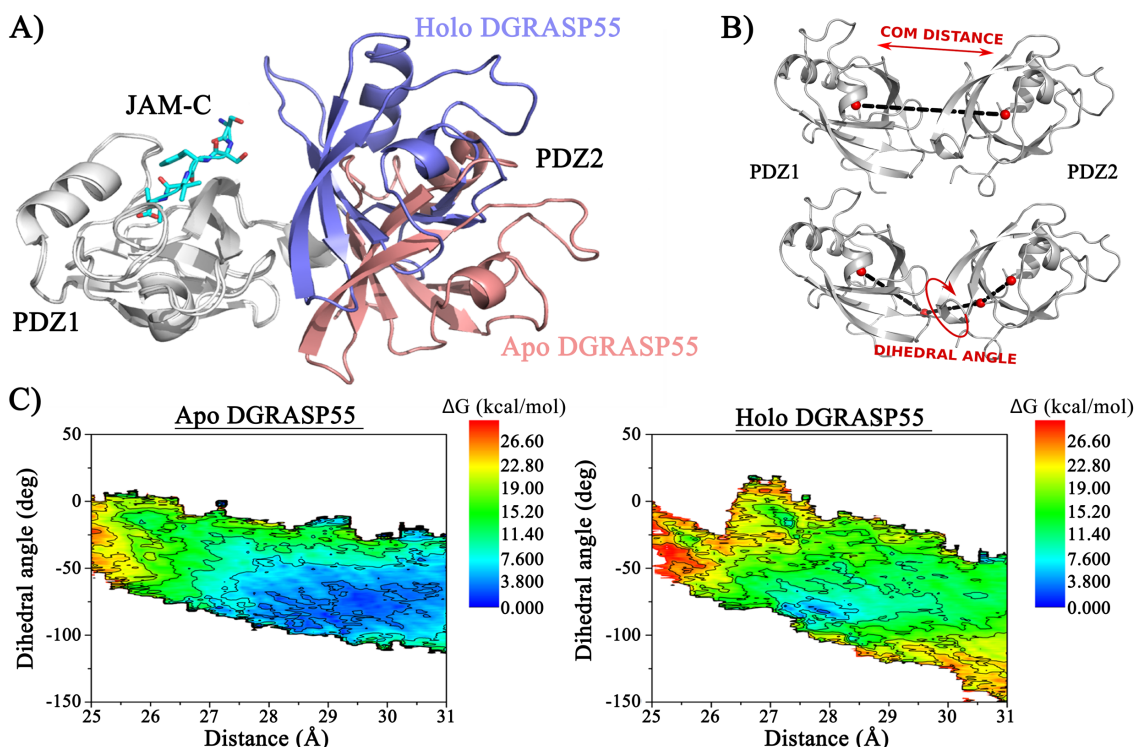 A)
Holo DGRASP55
JAM-C
PDZ2
PDZ1
Apo DGRASP55
B)
COM DISTANCE
PDZ1
PDZ2
PDZ1
PDZ2
DIHEDRAL ANGLE
C)
Apo DGRASP55
ΔG (kcal/mol)
50
0
-50
-100
-150
Dihedral angle (deg)
25 26 27 28 29 30 31
Distance (Å)
26.60
22.80
19.00
15.20
11.40
7.600
3.800
0.000
Holo DGRASP55
ΔG (kcal/mol)
50
0
-50
-100
-150
Dihedral angle (deg)
25 26 27 28 29 30 31
Distance (Å)
26.60
22.80
19.00
15.20
11.40
7.600
3.800
0.000